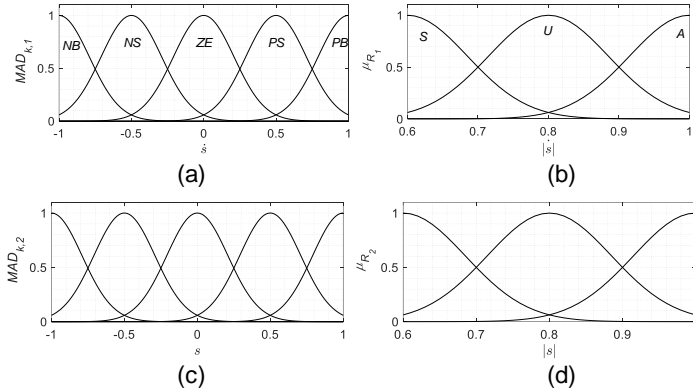 MAD_{k,1}
1
0.5
0
NB
NS
ZE
PS
PB
-1
-0.5
0
0.5
1
ṡ
(a)
μ_{R_1}
1
0.5
0
S
U
A
0.6
0.7
0.8
0.9
1
|ṡ|
(b)
MAD_{k,2}
1
0.5
0
-1
-0.5
0
0.5
1
s
(c)
μ_{R_2}
1
0.5
0
0.6
0.7
0.8
0.9
|s|
(d)